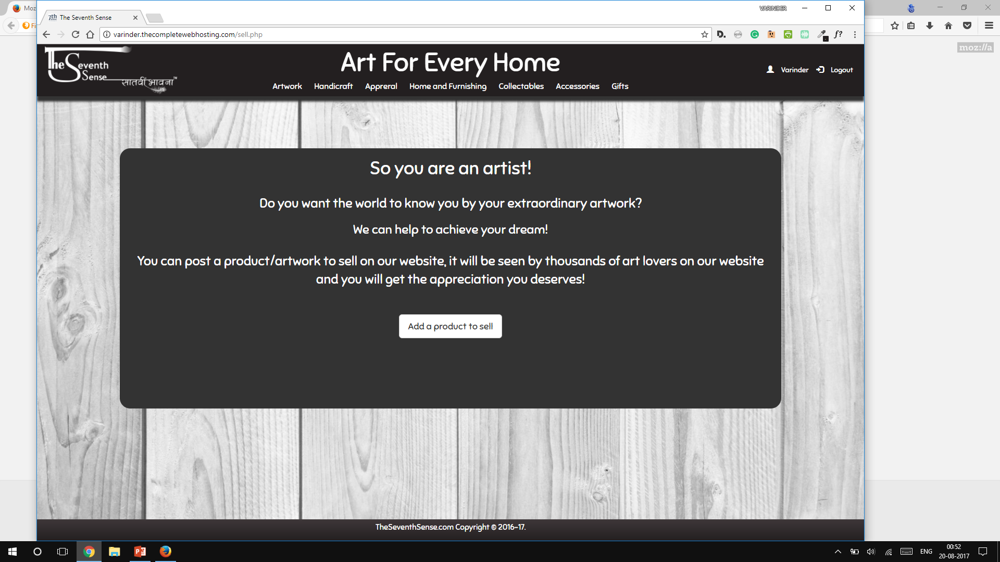 Moz
VARINDER
7th Sense The Seventh Sense
Fi
varinder.thecompletewebhosting.com/sell.php
D.
f?
moz://a
The Seventh Sense
सातवीं भावना™
Art For Every Home
Varinder Logout
Artwork Handicraft Appreral Home and Furnishing Collectables Accessories Gifts
So you are an artist!
Do you want the world to know you by your extraordinary artwork?
We can help to achieve your dream!
You can post a product/artwork to sell on our website, it will be seen by thousands of art lovers on our website
and you will get the appreciation you deserves!
Add a product to sell
TheSeventhSense.com Copyright © 2016-17.
ENG
00:52
20-08-2017